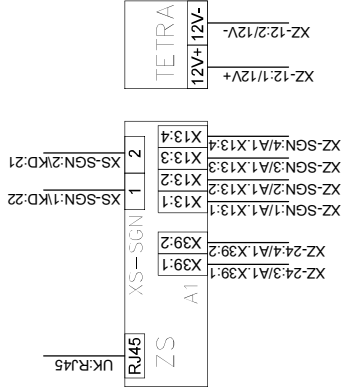 TETRA
12V-
12V+
XZ-12:2/12V-
XZ-12:1/12V+
XS-SGN:2\KD:21
XS-SGN:1\KD:22
UK:RJ45
2
1
XS-SGN
RJ45
ZS
A1
X13:4
X13:3
X13:2
X13:1
X39:2
X39:1
XZ-SGN:4/A1.X13:4
XZ-SGN:3/A1.X13:3
XZ-SGN:2/A1.X13:2
XZ-SGN:1/A1.X13:1
XZ-24:4/A1.X39:2
XZ-24:3/A1.X39:1